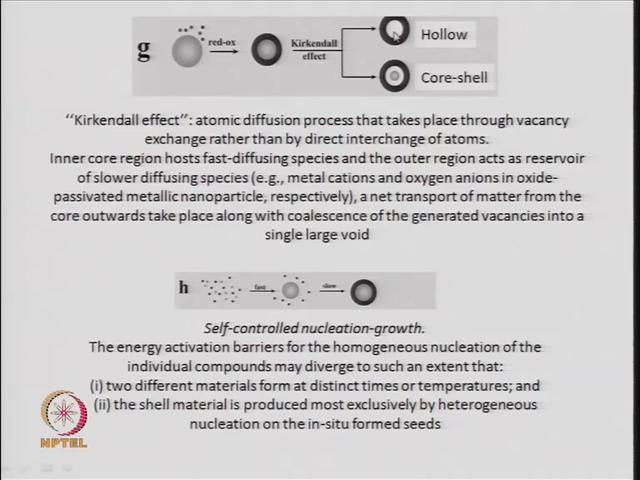 g
red-ox
Kirkendall
effect
Hollow
Core-shell
“Kirkendall effect”: atomic diffusion process that takes place through vacancy
exchange rather than by direct interchange of atoms.
Inner core region hosts fast-diffusing species and the outer region acts as reservoir
of slower diffusing species (e.g., metal cations and oxygen anions in oxide-
passivated metallic nanoparticle, respectively), a net transport of matter from the
core outwards take place along with coalescence of the generated vacancies into a
single large void
h
fast
slow
Self-controlled nucleation-growth.
The energy activation barriers for the homogeneous nucleation of the
individual compounds may diverge to such an extent that:
(i) two different materials form at distinct times or temperatures; and
(ii) the shell material is produced most exclusively by heterogeneous
nucleation on the in-situ formed seeds
NPTEL